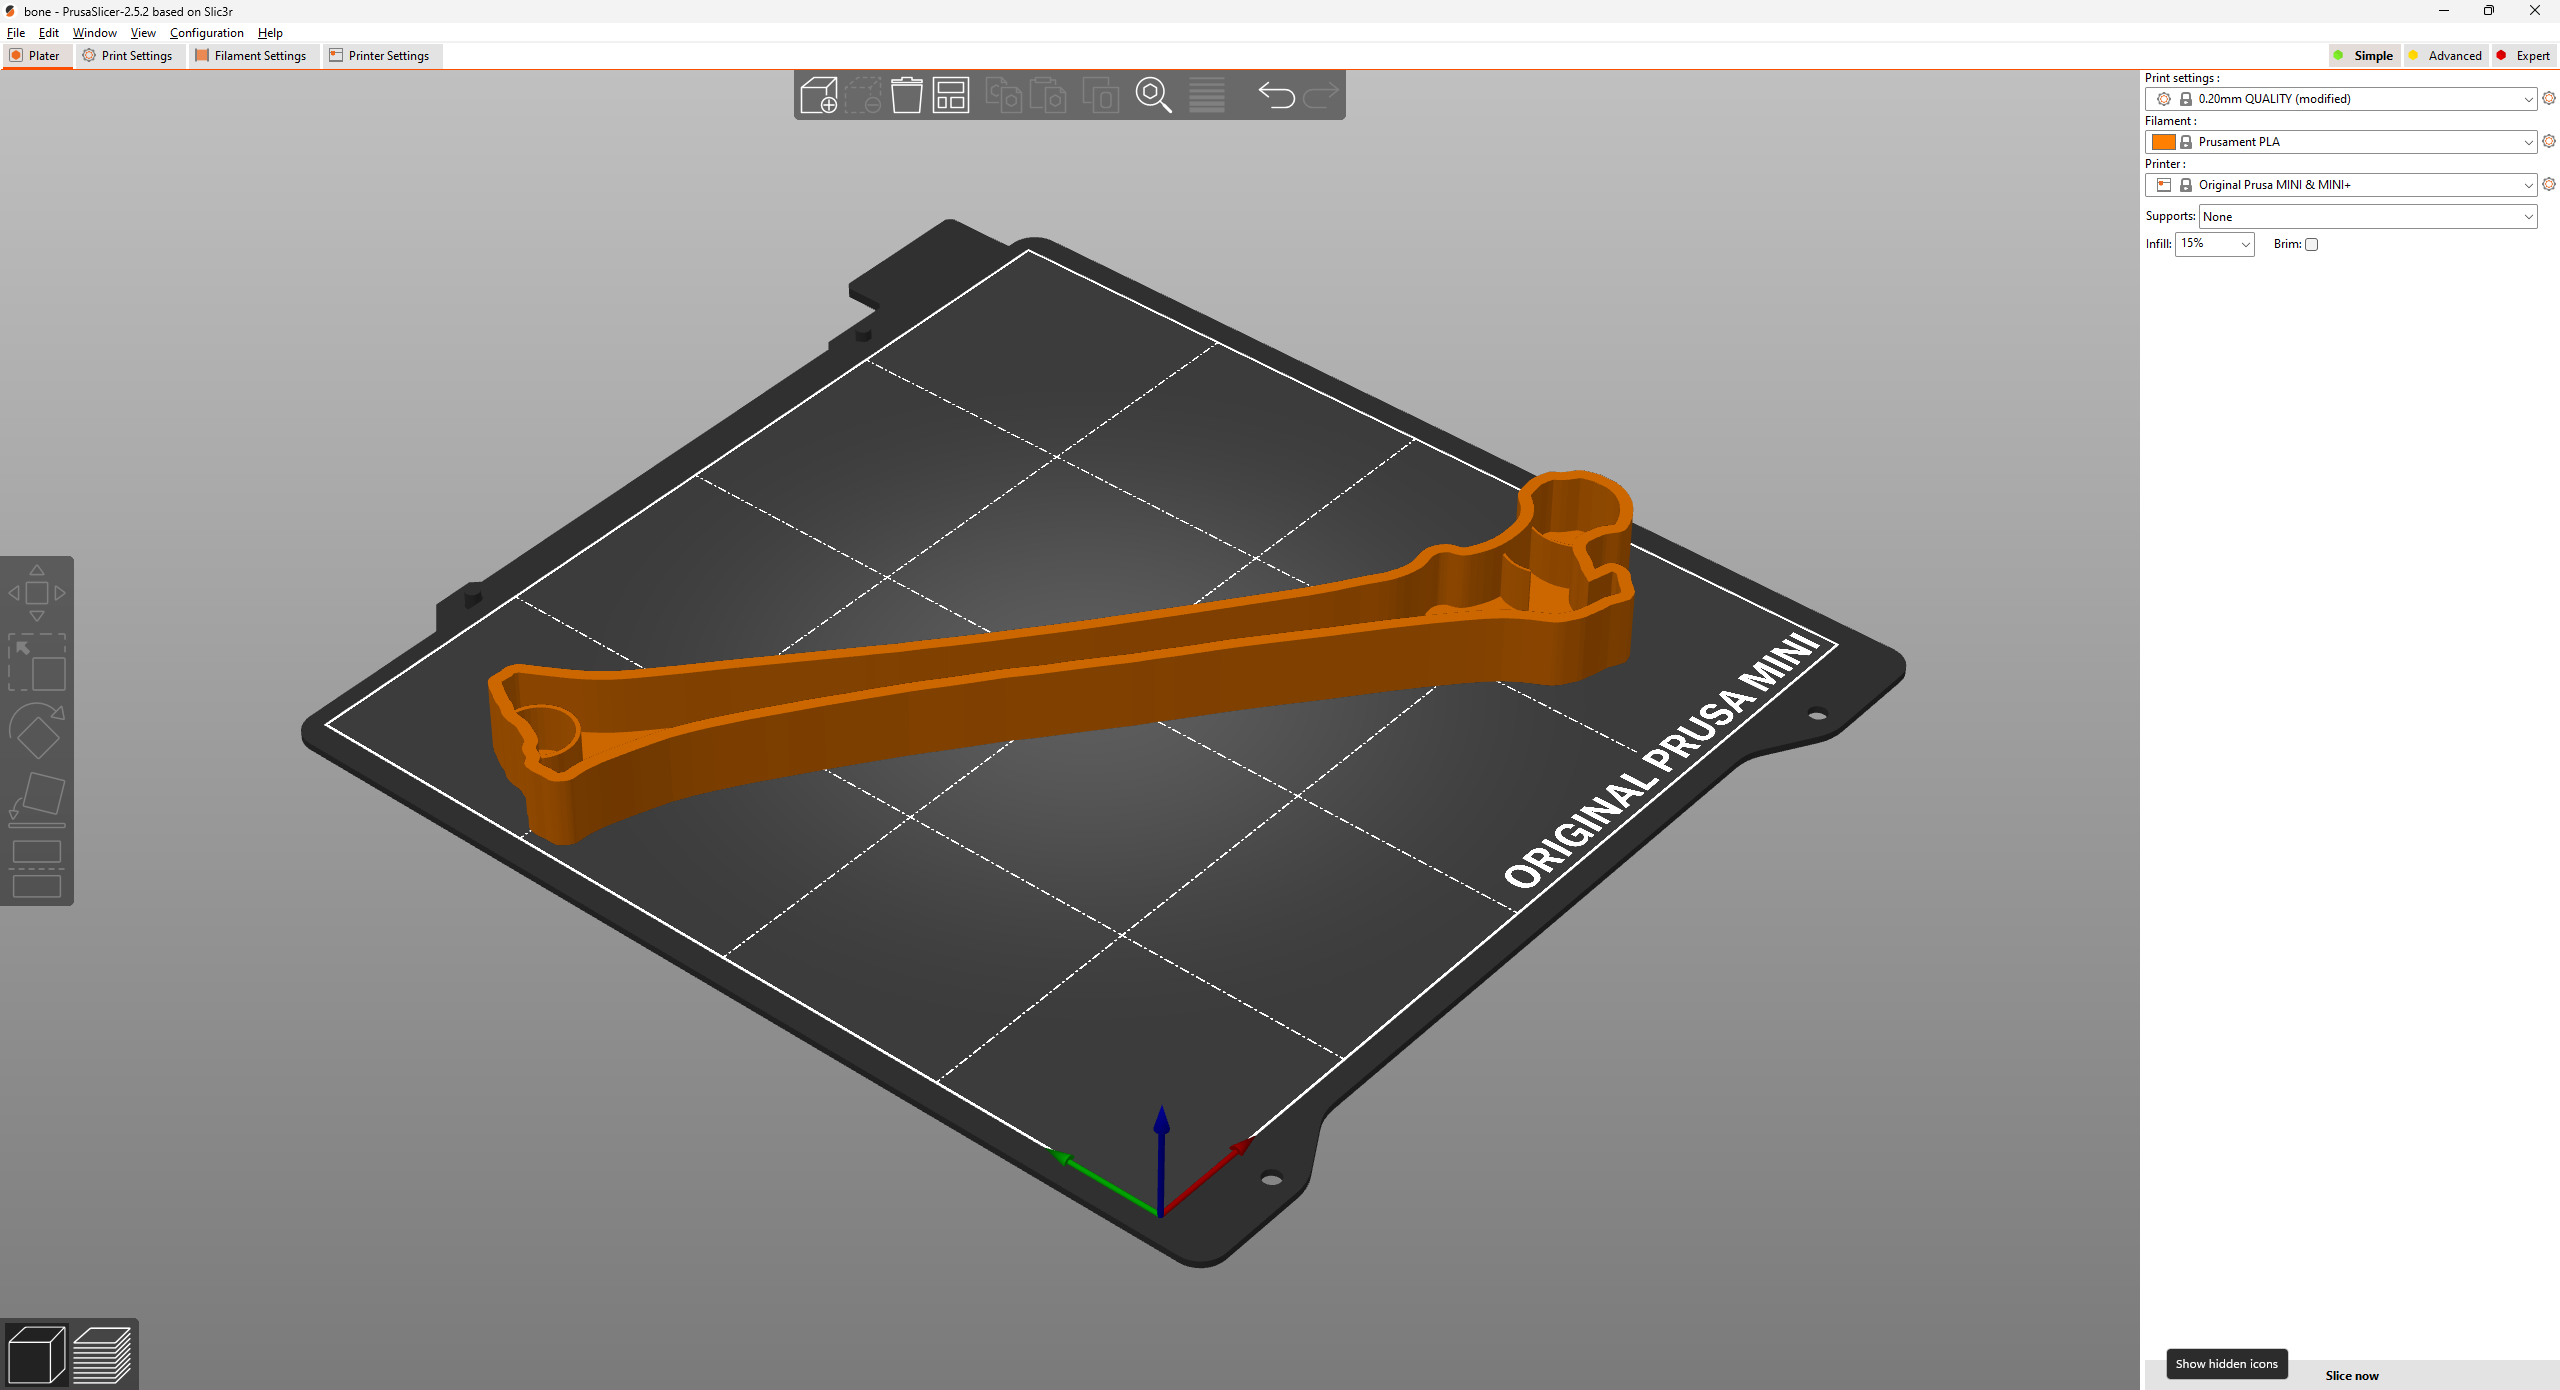 bone - PrusaSlicer-2.5.2 based on Slic3r
File Edit Window View Configuration Help
Plater Print Settings Filament Settings Printer Settings
Simple Advanced Expert
Print settings :
0.20mm QUALITY (modified)
Filament :
Prusament PLA
Printer :
Original Prusa MINI & MINI+
Supports: None
Infill: 15% Brim:
ORIGINAL PRUSA MINI
Show hidden icons
Slice now